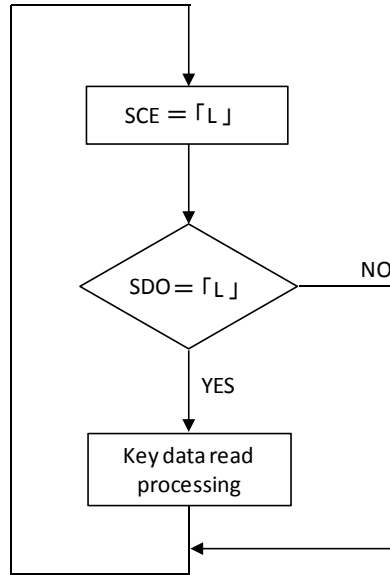 SCE＝「L」
SDO＝「L」
NO
YES
Key data read
processing